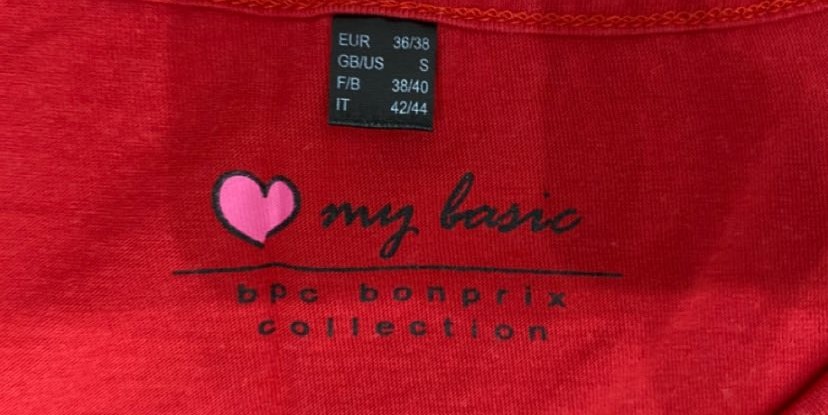 EUR 36/38
GB/US S
F/B 38/40
IT 42/44
my basic
bpc bonprix
collection